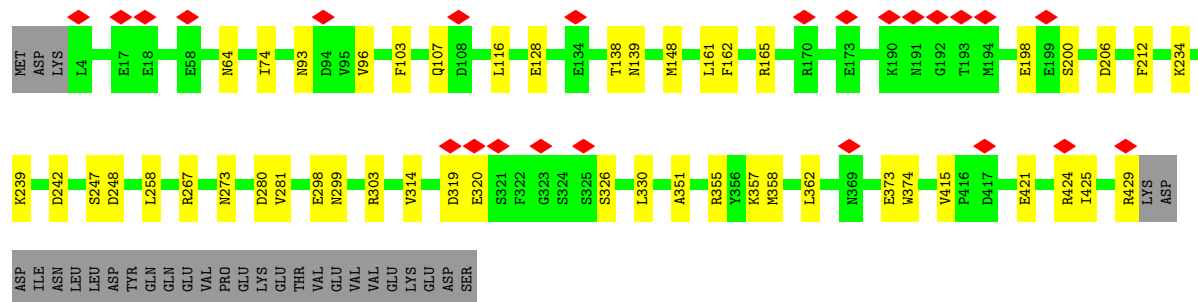 MET ASP LYS L4 E17 E18 E58 N64 I74 N93 D94 V95 V96 F103 Q107 D108 L116 E128 E134 T138 N139 M148 L161 F162 R165 R170 E173 K190 N191 G192 T193 M194 E198 E199 S200 D206 F212 K234
K239 D242 S247 D248 L258 R267 N273 D280 V281 E298 N299 R303 V314 D319 E320 S321 F322 G323 S324 S325 S326 L330 A351 R355 Y356 K357 M358 L362 N369 E373 W374 V415 P416 D417 E421 R424 I425 R429 LYS ASP
ASP ILE ASN LEU LEU ASP TYR GLN GLN GLU VAL PRO GLU LYS GLU THR VAL GLU VAL VAL GLU LYS GLU ASP SER